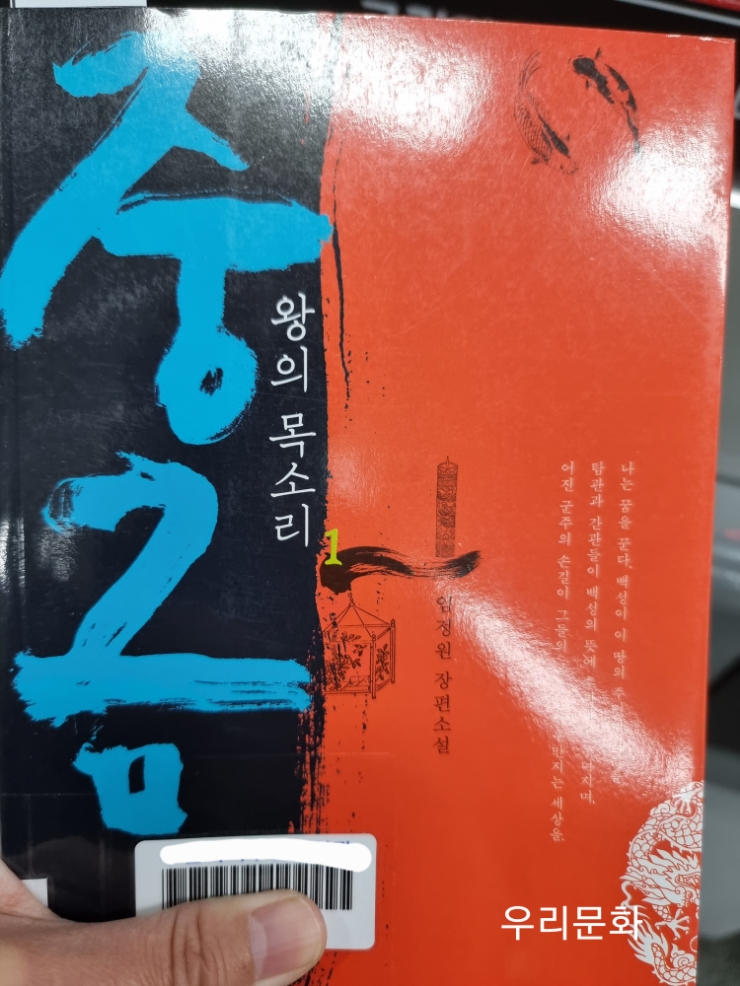 중금
왕의 목소리
1
임정원 장편소설
나는 꿈을 꾼다. 백성이 이 땅의
탐관과 간관들이 백성의 뜻에
어진 군주의 손길이 그들의 지는 세상을.
우리문화